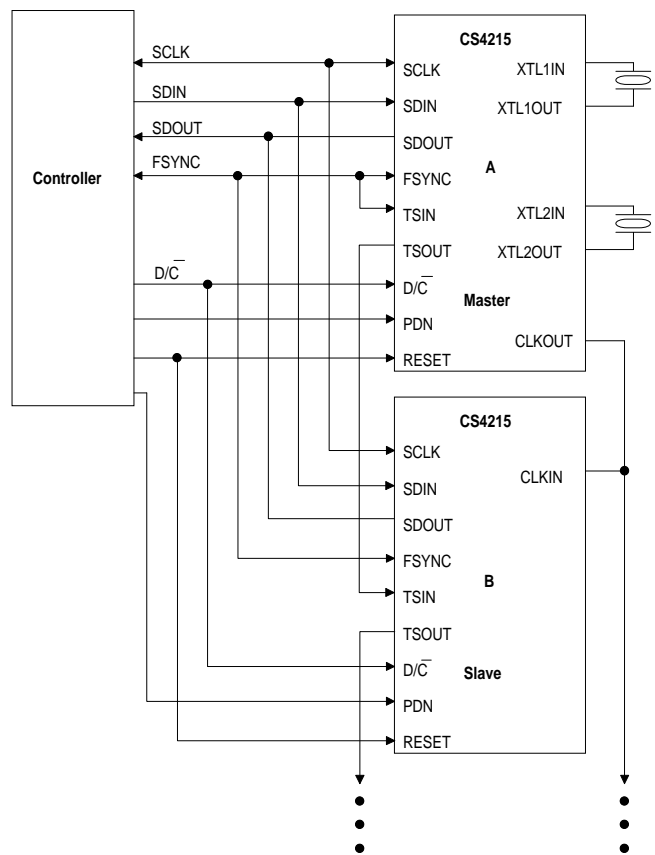 Controller
SCLK
SDIN
SDOUT
FSYNC
D/C̅
CS4215
SCLK
SDIN
SDOUT
FSYNC
TSIN
TSOUT
D/C̅
PDN
RESET
A
Master
XTL1IN
XTL1OUT
XTL2IN
XTL2OUT
CLKOUT
CS4215
SCLK
SDIN
SDOUT
FSYNC
TSIN
TSOUT
D/C̅
PDN
RESET
CLKIN
B
Slave